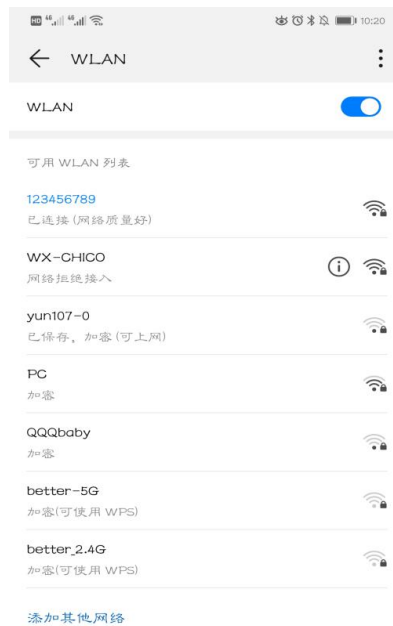 HD 4G 4G 10:20
WLAN
WLAN
可用 WLAN 列表
123456789
已连接 (网络质量好)
WX-CHICO
网络拒绝接入
yun107-0
已保存，加密 (可上网)
PC
加密
QQQbaby
加密
better-5G
加密(可使用 WPS)
better_2.4G
加密(可使用 WPS)
添加其他网络